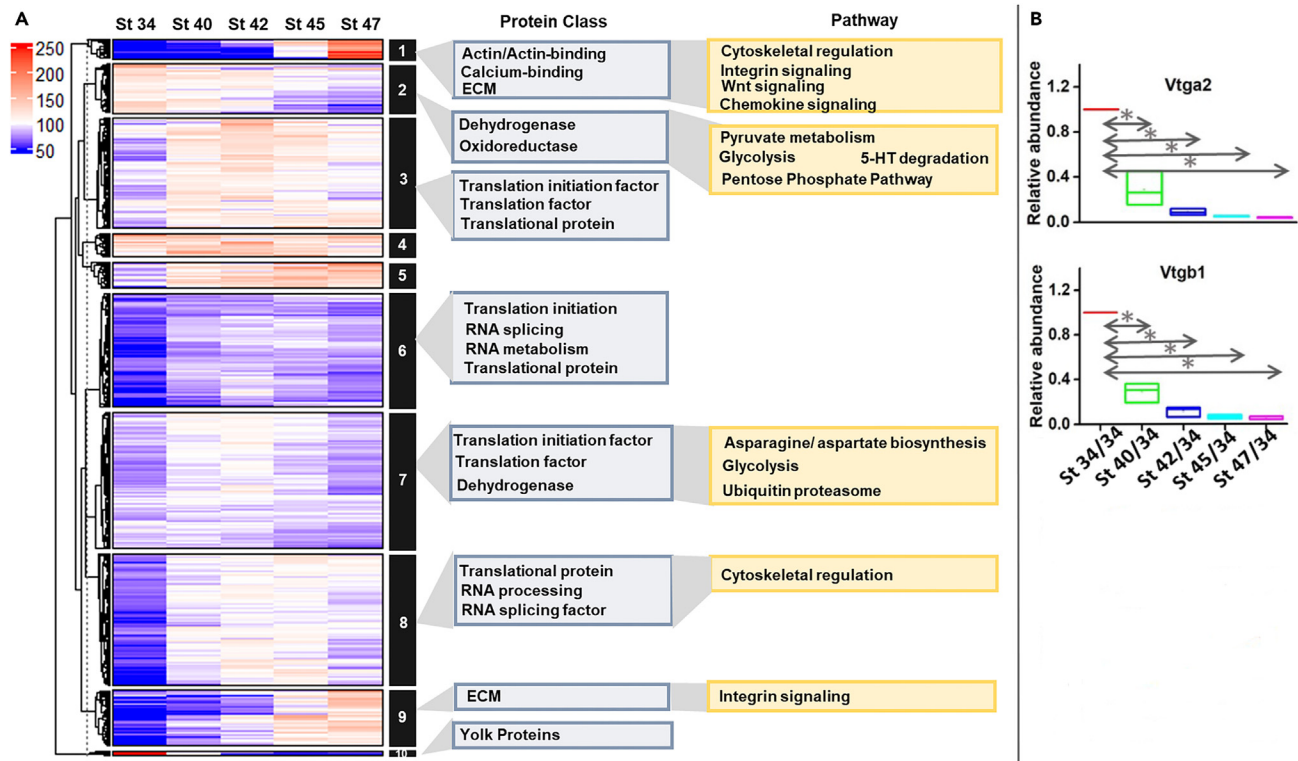 A
St 34 St 40 St 42 St 45 St 47
Protein Class
Pathway
250
200
150
100
50
1
2
3
4
5
6
7
8
9
10
Actin/Actin-binding
Calcium-binding
ECM
Cytoskeletal regulation
Integrin signaling
Wnt signaling
Chemokine signaling
Dehydrogenase
Oxidoreductase
Pyruvate metabolism
Glycolysis 5-HT degradation
Pentose Phosphate Pathway
Translation initiation factor
Translation factor
Translational protein
Translation initiation
RNA splicing
RNA metabolism
Translational protein
Translation initiation factor
Translation factor
Dehydrogenase
Asparagine/ aspartate biosynthesis
Glycolysis
Ubiquitin proteasome
Translational protein
RNA processing
RNA splicing factor
Cytoskeletal regulation
ECM
Integrin signaling
Yolk Proteins
B
Vtga2
Relative abundance
1.2
0.8
0.4
0.0
*
*
*
*
Vtgb1
Relative abundance
1.2
0.8
0.4
0.0
*
*
*
*
St 34/34
St 40/34
St 42/34
St 45/34
St 47/34